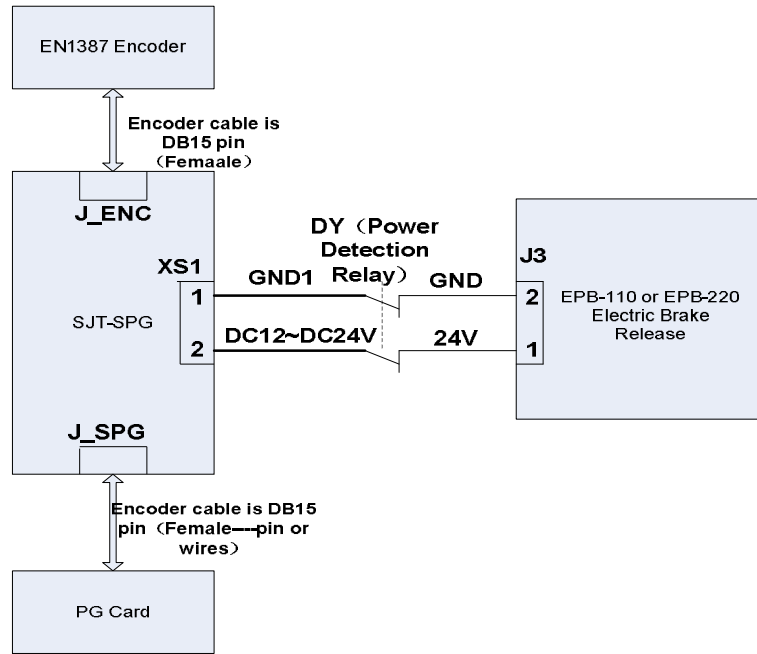 EN1387 Encoder
Encoder cable is
DB15 pin
（Femaale）
J_ENC
DY（Power
Detection
Relay）
XS1
GND1
GND
J3
1
2
SJT-SPG
EPB-110 or EPB-220
Electric Brake
Release
2
DC12~DC24V
24V
1
J_SPG
Encoder cable is DB15
pin（Female----pin or
wires）
PG Card